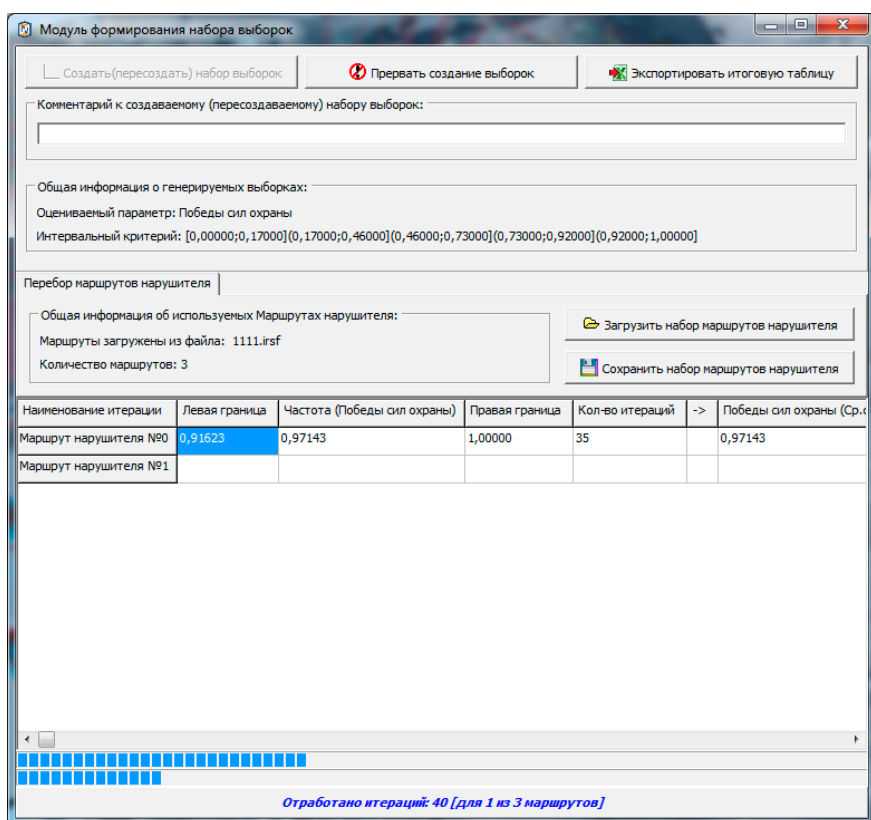 Модуль формирования набора выборок
Создать(пересоздать) набор выборок
Прервать создание выборок
Экспортировать итоговую таблицу
Комментарий к создаваемому (пересоздаваемому) набору выборок:
Общая информация о генерируемых выборках:
Оцениваемый параметр: Победы сил охраны
Интервальный критерий: [0,00000;0,17000](0,17000;0,46000](0,46000;0,73000](0,73000;0,92000](0,92000;1,00000]
Перебор маршрутов нарушителя
Общая информация об используемых Маршрутах нарушителя:
Маршруты загружены из файла: 1111.irsf
Количество маршрутов: 3
Загрузить набор маршрутов нарушителя
Сохранить набор маршрутов нарушителя
Наименование итерации Левая граница Частота (Победы сил охраны) Правая граница Кол-во итераций -> Победы сил охраны (Ср.
Маршрут нарушителя №0 0,91623 0,97143 1,00000 35 0,97143
Маршрут нарушителя №1
Отработано итераций: 40 [для 1 из 3 маршрутов]